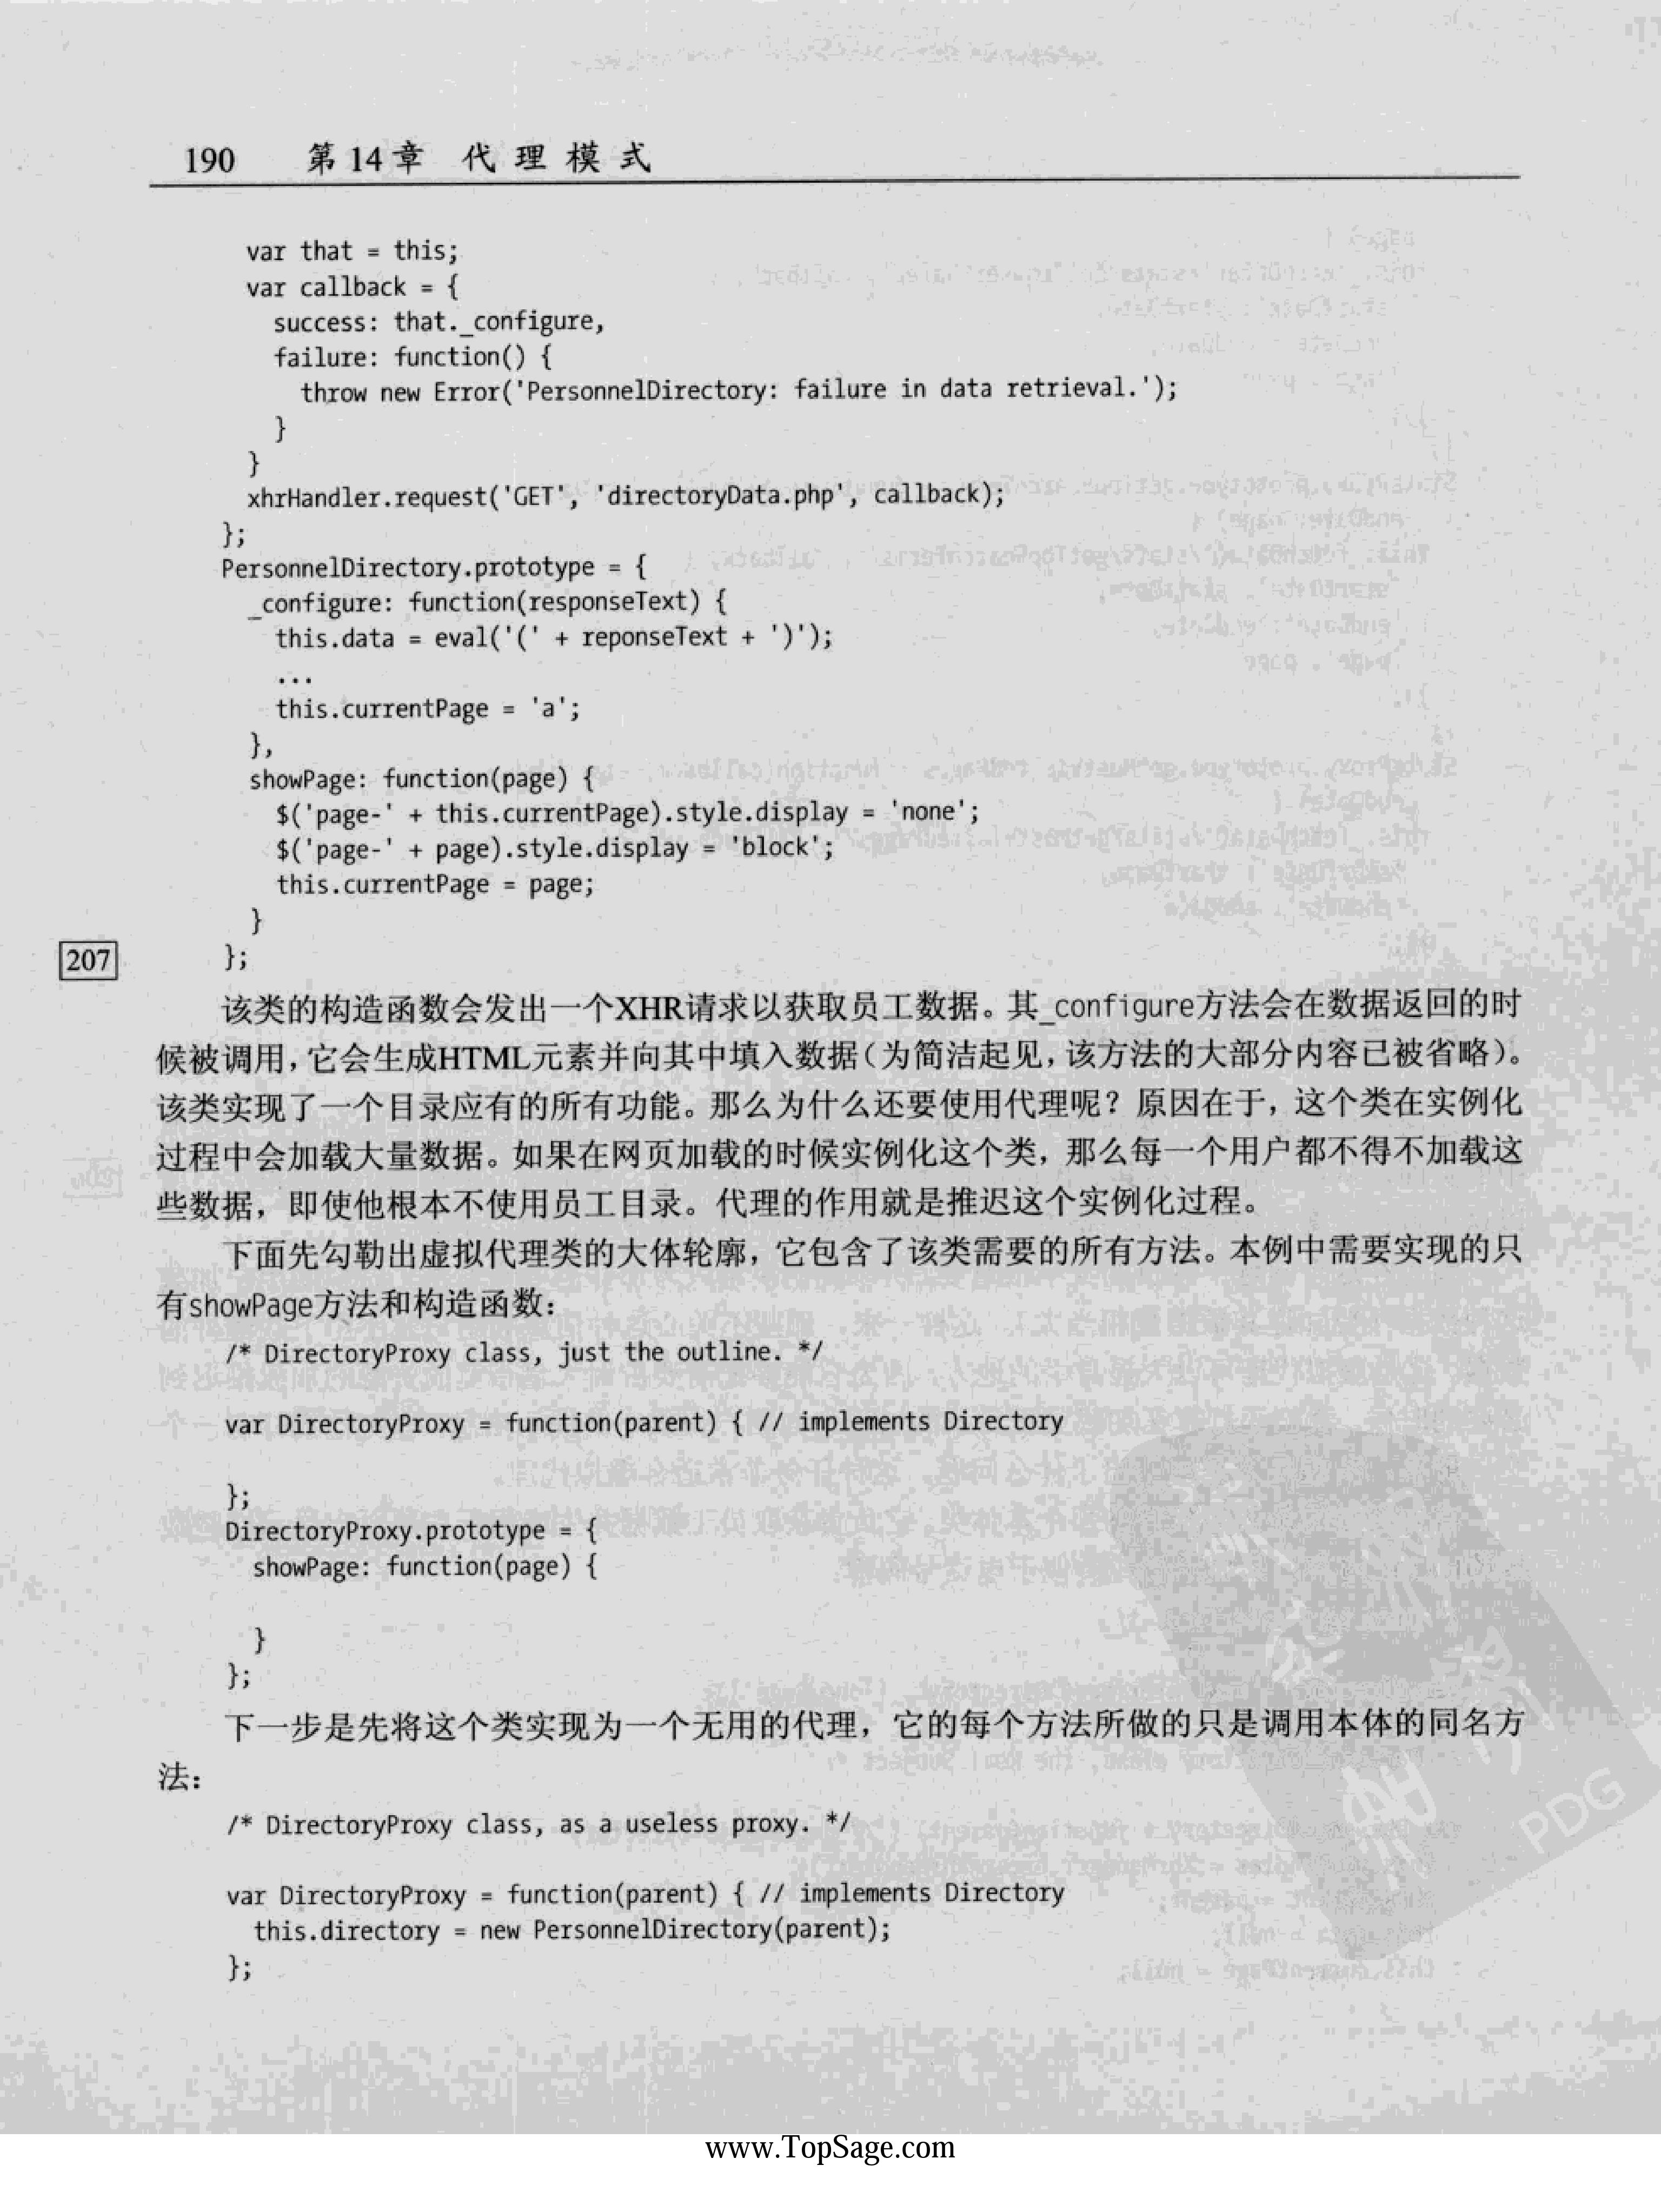 190 第14章 代理模式
var that = this;
var callback = {
success: that._configure,
failure: function() {
throw new Error('PersonnelDirectory: failure in data retrieval.');
}
}
xhrHandler.request('GET', 'directoryData.php', callback);
};
PersonnelDirectory.prototype = {
_configure: function(responseText) {
this.data = eval('(' + reponseText + ')');
...
this.currentPage = 'a';
},
showPage: function(page) {
$('page-' + this.currentPage).style.display = 'none';
$('page-' + page).style.display = 'block';
this.currentPage = page;
}
207 };
该类的构造函数会发出一个XHR请求以获取员工数据。其_configure方法会在数据返回的时
候被调用，它会生成HTML元素并向其中填入数据（为简洁起见，该方法的大部分内容已被省略）。
该类实现了一个目录应有的所有功能。那么为什么还要使用代理呢？原因在于，这个类在实例化
过程中会加载大量数据。如果在网页加载的时候实例化这个类，那么每一个用户都不得不加载这
些数据，即使他根本不使用员工目录。代理的作用就是推迟这个实例化过程。
下面先勾勒出虚拟代理类的大体轮廓，它包含了该类需要的所有方法。本例中需要实现的只
有showPage方法和构造函数：
/* DirectoryProxy class, just the outline. */
var DirectoryProxy = function(parent) { // implements Directory
};
DirectoryProxy.prototype = {
showPage: function(page) {
}
};
下一步是先将这个类实现为一个无用的代理，它的每个方法所做的只是调用本体的同名方
法：
/* DirectoryProxy class, as a useless proxy. */
var DirectoryProxy = function(parent) { // implements Directory
this.directory = new PersonnelDirectory(parent);
};
PDG
www.TopSage.com